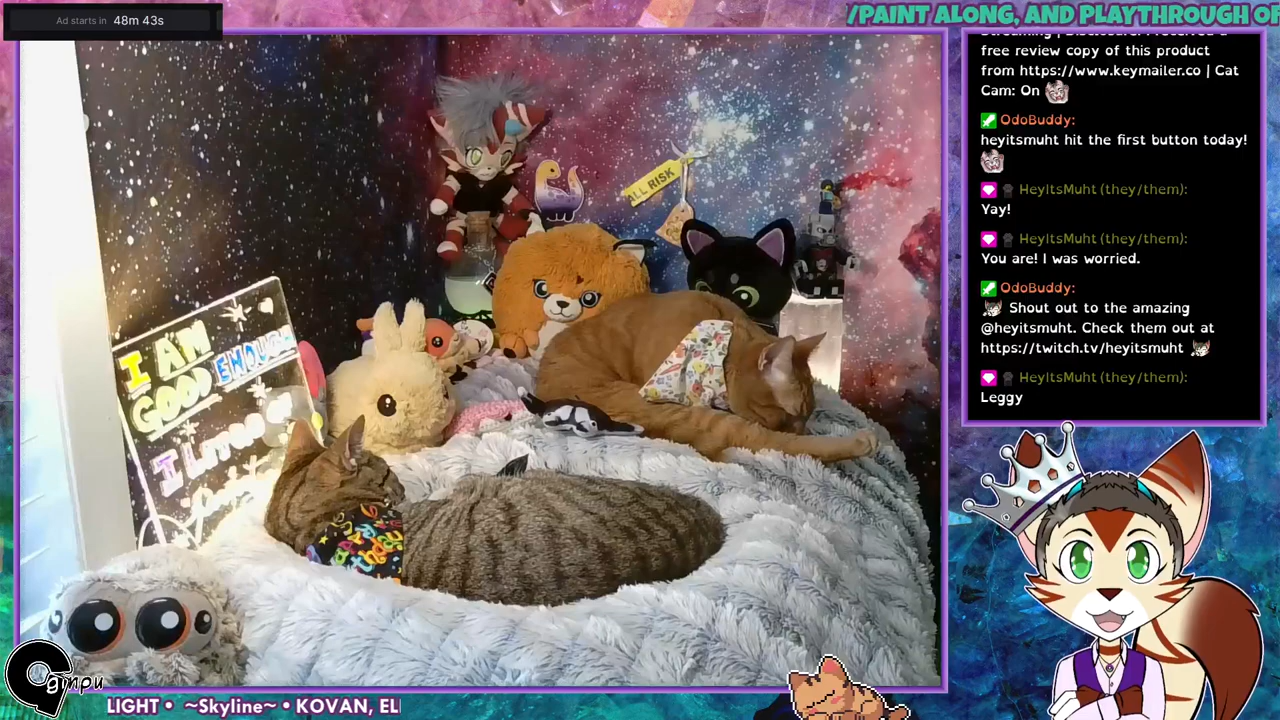 Ad starts in 48m 43s
/PAINT ALONG, AND PLAYTHROUGH OF
free review copy of this product
from https://www.keymailer.co | Cat
Cam: On
OdoBuddy:
heyitsmuht hit the first button today!
HeyItsMuht (they/them):
Yay!
HeyItsMuht (they/them):
You are! I was worried.
OdoBuddy:
Shout out to the amazing
@heyitsmuht. Check them out at
https://twitch.tv/heyitsmuht
HeyItsMuht (they/them):
Leggy
ALL RISK
I AM
GOOD ENOUGH
ginpu
LIGHT • ~Skyline~ • KOVAN, EL